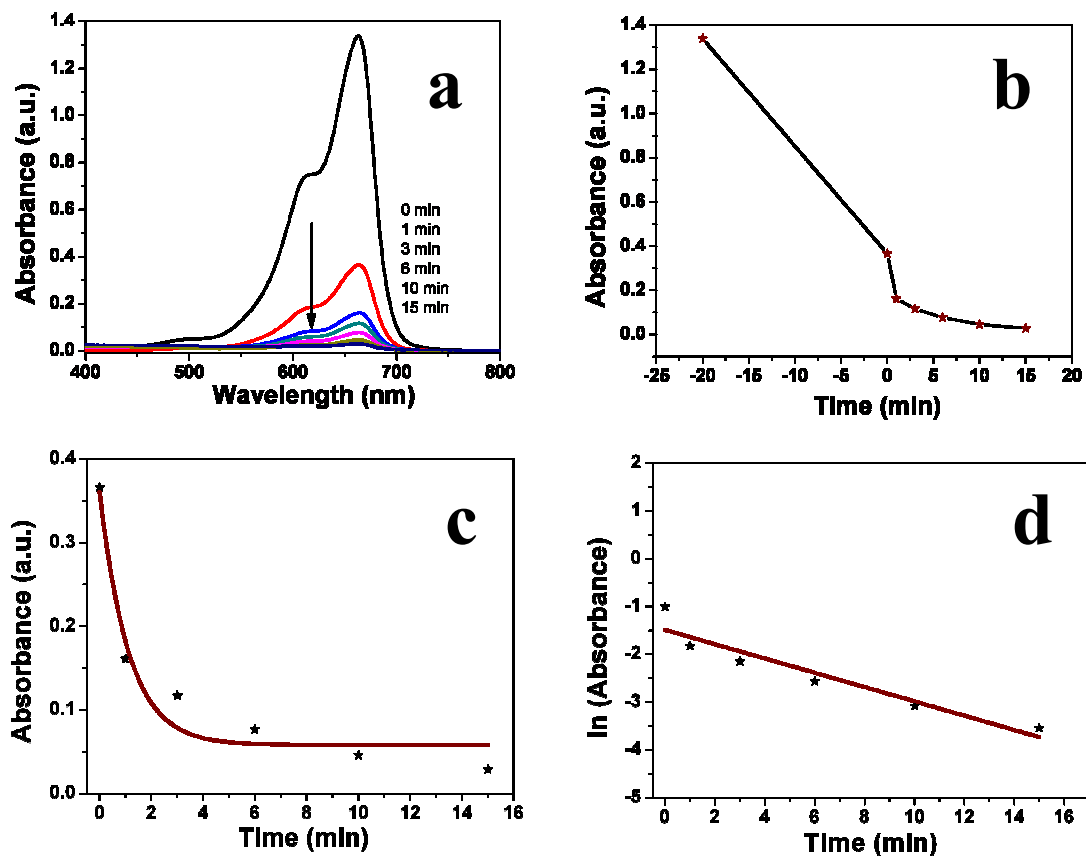 1.4
1.2
1.0
0.8
0.6
0.4
0.2
0.0
Absorbance (a.u.)
a
0 min
1 min
3 min
6 min
10 min
15 min
400 500 600 700 800
Wavelength (nm)
1.4
1.2
1.0
0.8
0.6
0.4
0.2
0.0
Absorbance (a.u.)
b
-25 -20 -15 -10 -5 0 5 10 15 20
Time (min)
0.4
0.3
0.2
0.1
0.0
Absorbance (a.u.)
c
0 2 4 6 8 10 12 14 16
Time (min)
2
1
0
-1
-2
-3
-4
-5
ln (Absorbance)
d
0 2 4 6 8 10 12 14 16
Time (min)